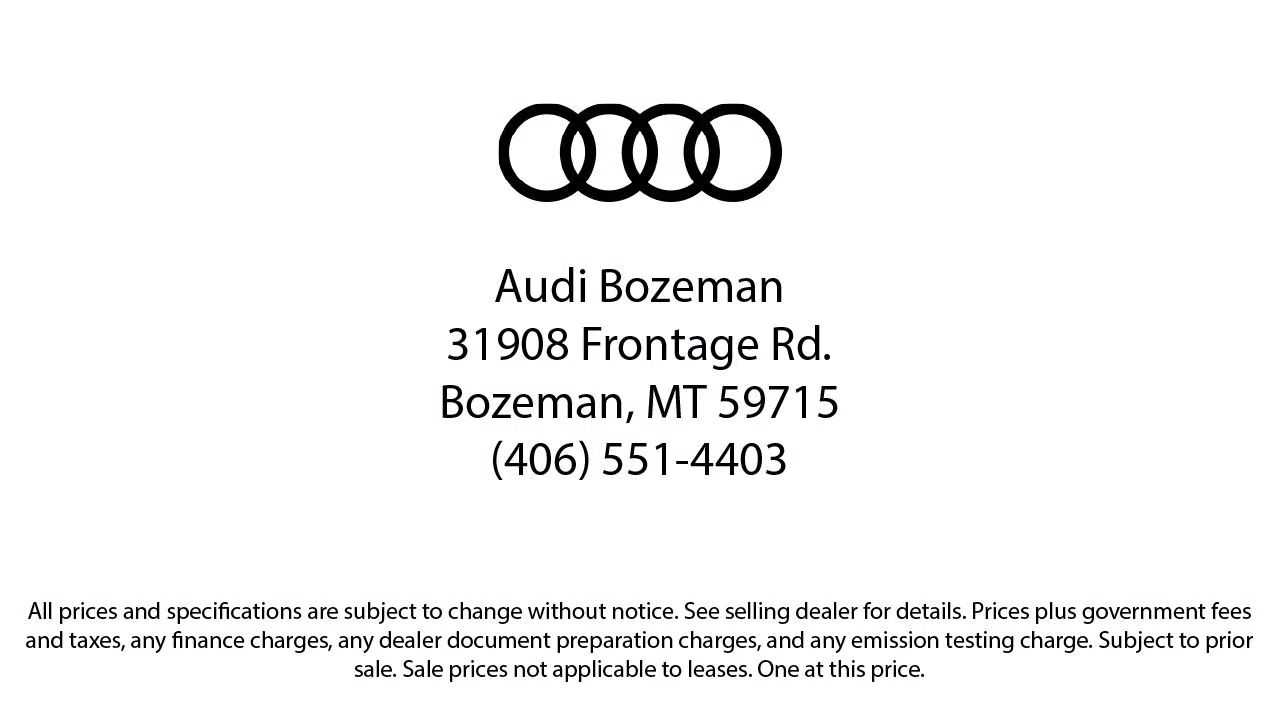 Audi Bozeman
31908 Frontage Rd.
Bozeman, MT 59715
(406) 551-4403
All prices and specifications are subject to change without notice. See selling dealer for details. Prices plus government fees
and taxes, any finance charges, any dealer document preparation charges, and any emission testing charge. Subject to prior
sale. Sale prices not applicable to leases. One at this price.